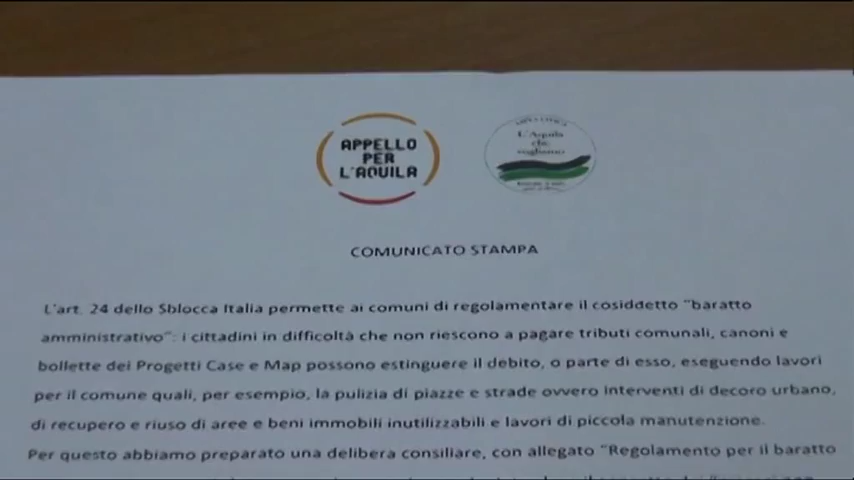 APPELLO
PER
L'AQUILA
L'Aquila
che
vogliamo
COMUNICATO STAMPA
L'art. 24 dello Sblocca Italia permette ai comuni di regolamentare il cosiddetto "baratto
amministrativo": i cittadini in difficoltà che non riescono a pagare tributi comunali, canoni e
bollette dei Progetti Case e Map possono estinguere il debito, o parte di esso, eseguendo lavori
per il comune quali, per esempio, la pulizia di piazze e strade ovvero interventi di decoro urbano,
di recupero e riuso di aree e beni immobili inutilizzabili e lavori di piccola manutenzione.
Per questo abbiamo preparato una delibera consiliare, con allegato "Regolamento per il baratto